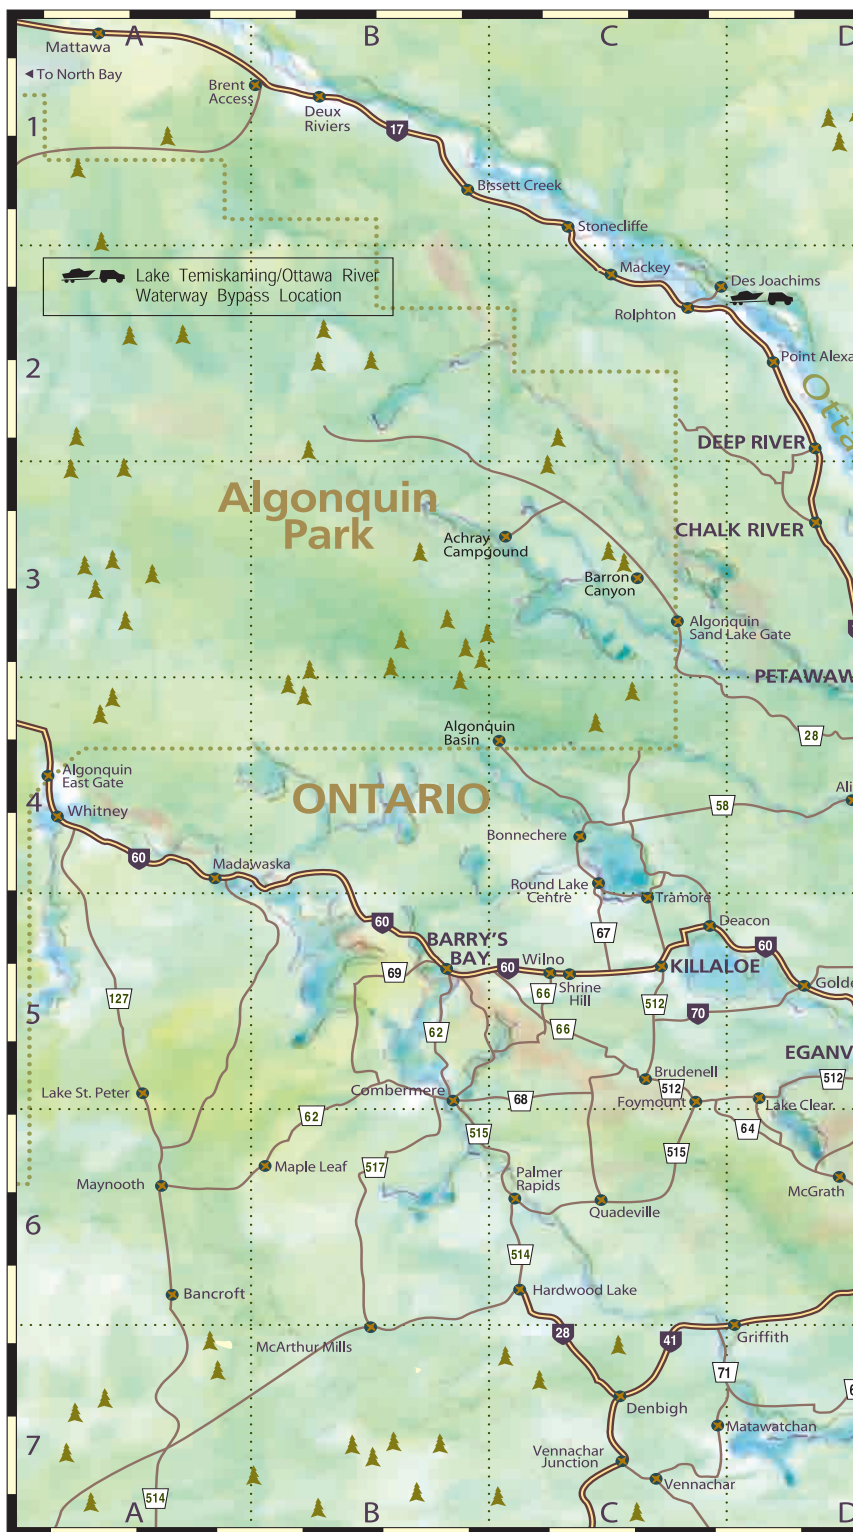 A
B
C
D
Mattawa
To North Bay
Brent
Access
Deux
Riviers
1
17
Bissett Creek
Stonecliffe
Lake Temiskaming/Ottawa River
Waterway Bypass Location
Mackey
Des Joachims
Rolphton
2
Point Alexa
Otta
DEEP RIVER
Algonquin
Park
CHALK RIVER
Achray
Campgound
3
Barron
Canyon
Algonquin
Sand Lake Gate
PETAWAW
28
Algonquin
Basin
Algonquin
East Gate
ONTARIO
Ali
4
58
Whitney
Bonnechere
60
Madawaska
Round Lake
Centre
Tramore
60
Deacon
67
BARRY'S
BAY
60
69
60
Wilno
KILLALOE
Shrine
Hill
Golde
127
66
512
70
5
62
66
EGANV
Brudenell
512
512
Lake St. Peter
Combermere
68
Foymount
Lake Clear
62
515
64
515
517
Maple Leaf
Maynooth
Palmer
Rapids
McGrath
Quadeville
6
514
Bancroft
Hardwood Lake
28
41
Griffith
McArthur Mills
71
6
Denbigh
Matawatchan
7
Vennachar
Junction
Vennachar
514
A
B
C
D